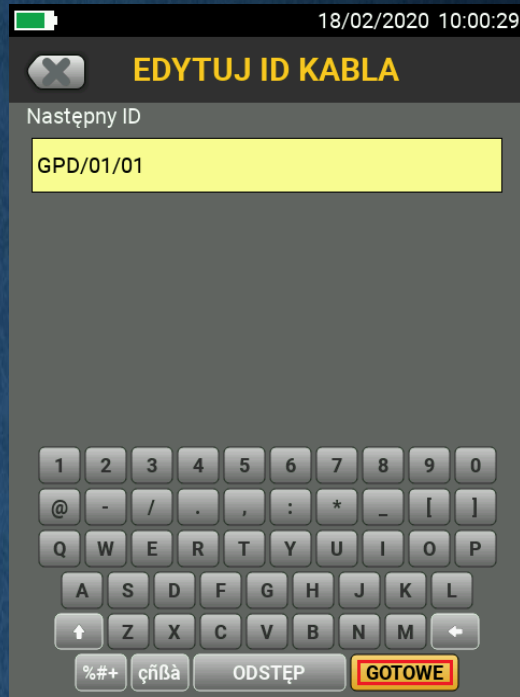 18/02/2020 10:00:29
EDYTUJ ID KABLA
Następny ID
GPD/01/01
1 2 3 4 5 6 7 8 9 0
@ - / . , : * _ [ ]
Q W E R T Y U I O P
A S D F G H J K L
Z X C V B N M
%#+ çñßà ODSTĘP GOTOWE